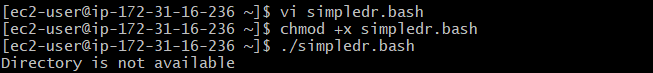 [ec2-user@ip-172-31-16-236 ~]$ vi simpledr.bash
[ec2-user@ip-172-31-16-236 ~]$ chmod +x simpledr.bash
[ec2-user@ip-172-31-16-236 ~]$ ./simpledr.bash
Directory is not available